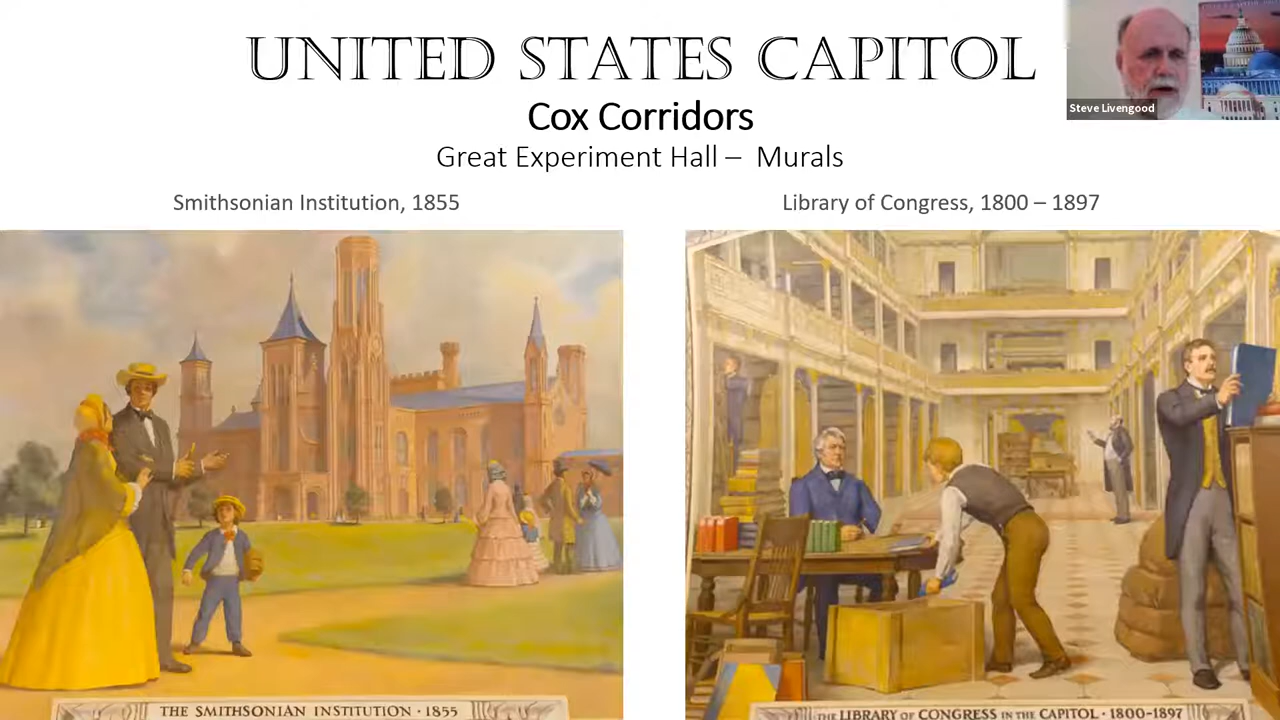 UNITED STATES CAPITOL
Cox Corridors
Great Experiment Hall – Murals
Steve Livengood
Smithsonian Institution, 1855
Library of Congress, 1800 – 1897
THE SMITHSONIAN INSTITUTION · 1855
THE LIBRARY OF CONGRESS IN THE CAPITOL · 1800-1897